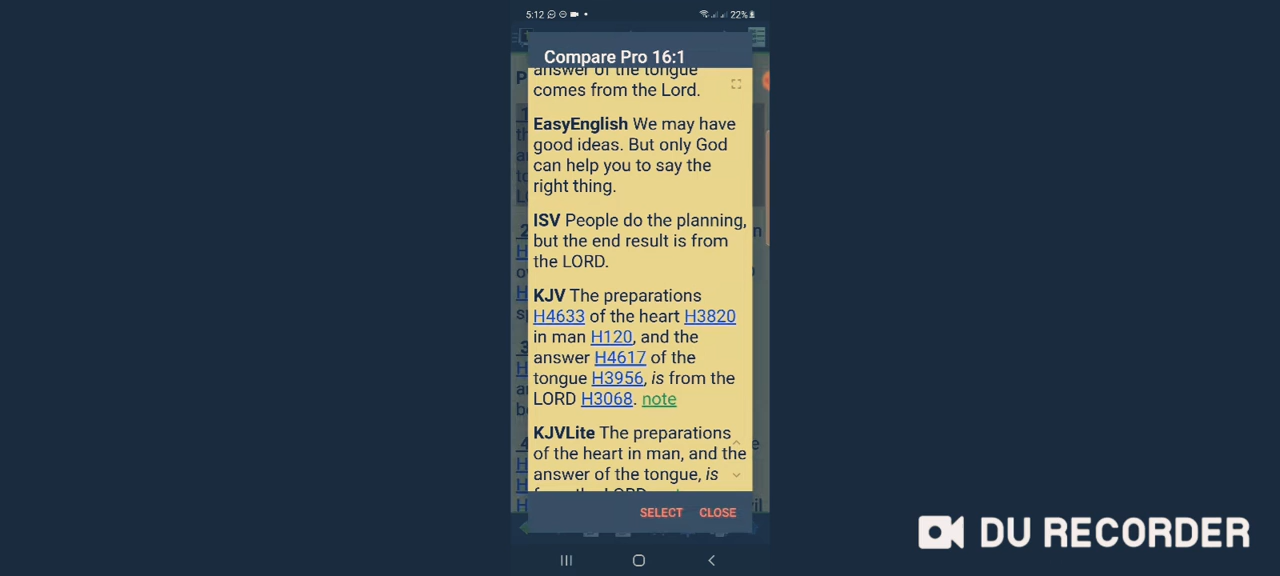 5:12
22%
Compare Pro 16:1
answer of the tongue
comes from the Lord.
EasyEnglish We may have
good ideas. But only God
can help you to say the
right thing.
ISV People do the planning,
but the end result is from
the LORD.
KJV The preparations
H4633 of the heart H3820
in man H120, and the
answer H4617 of the
tongue H3956, is from the
LORD H3068. note
KJVLite The preparations
of the heart in man, and the
answer of the tongue, is
SELECT CLOSE
DU RECORDER